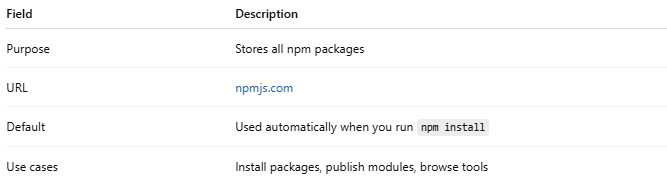 Field Description
Purpose Stores all npm packages
URL npmjs.com
Default Used automatically when you run npm install
Use cases Install packages, publish modules, browse tools